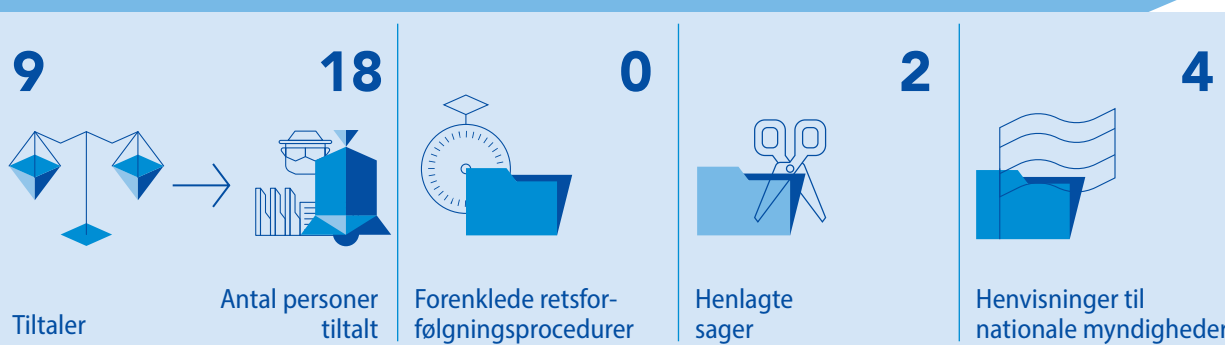 9
18
Tiltaler
Antal personer
tiltalt
0
Forenklede retsfor-
følgningsprocedurer
2
Henlagte
sager
4
Henvisninger til
nationale myndigheder